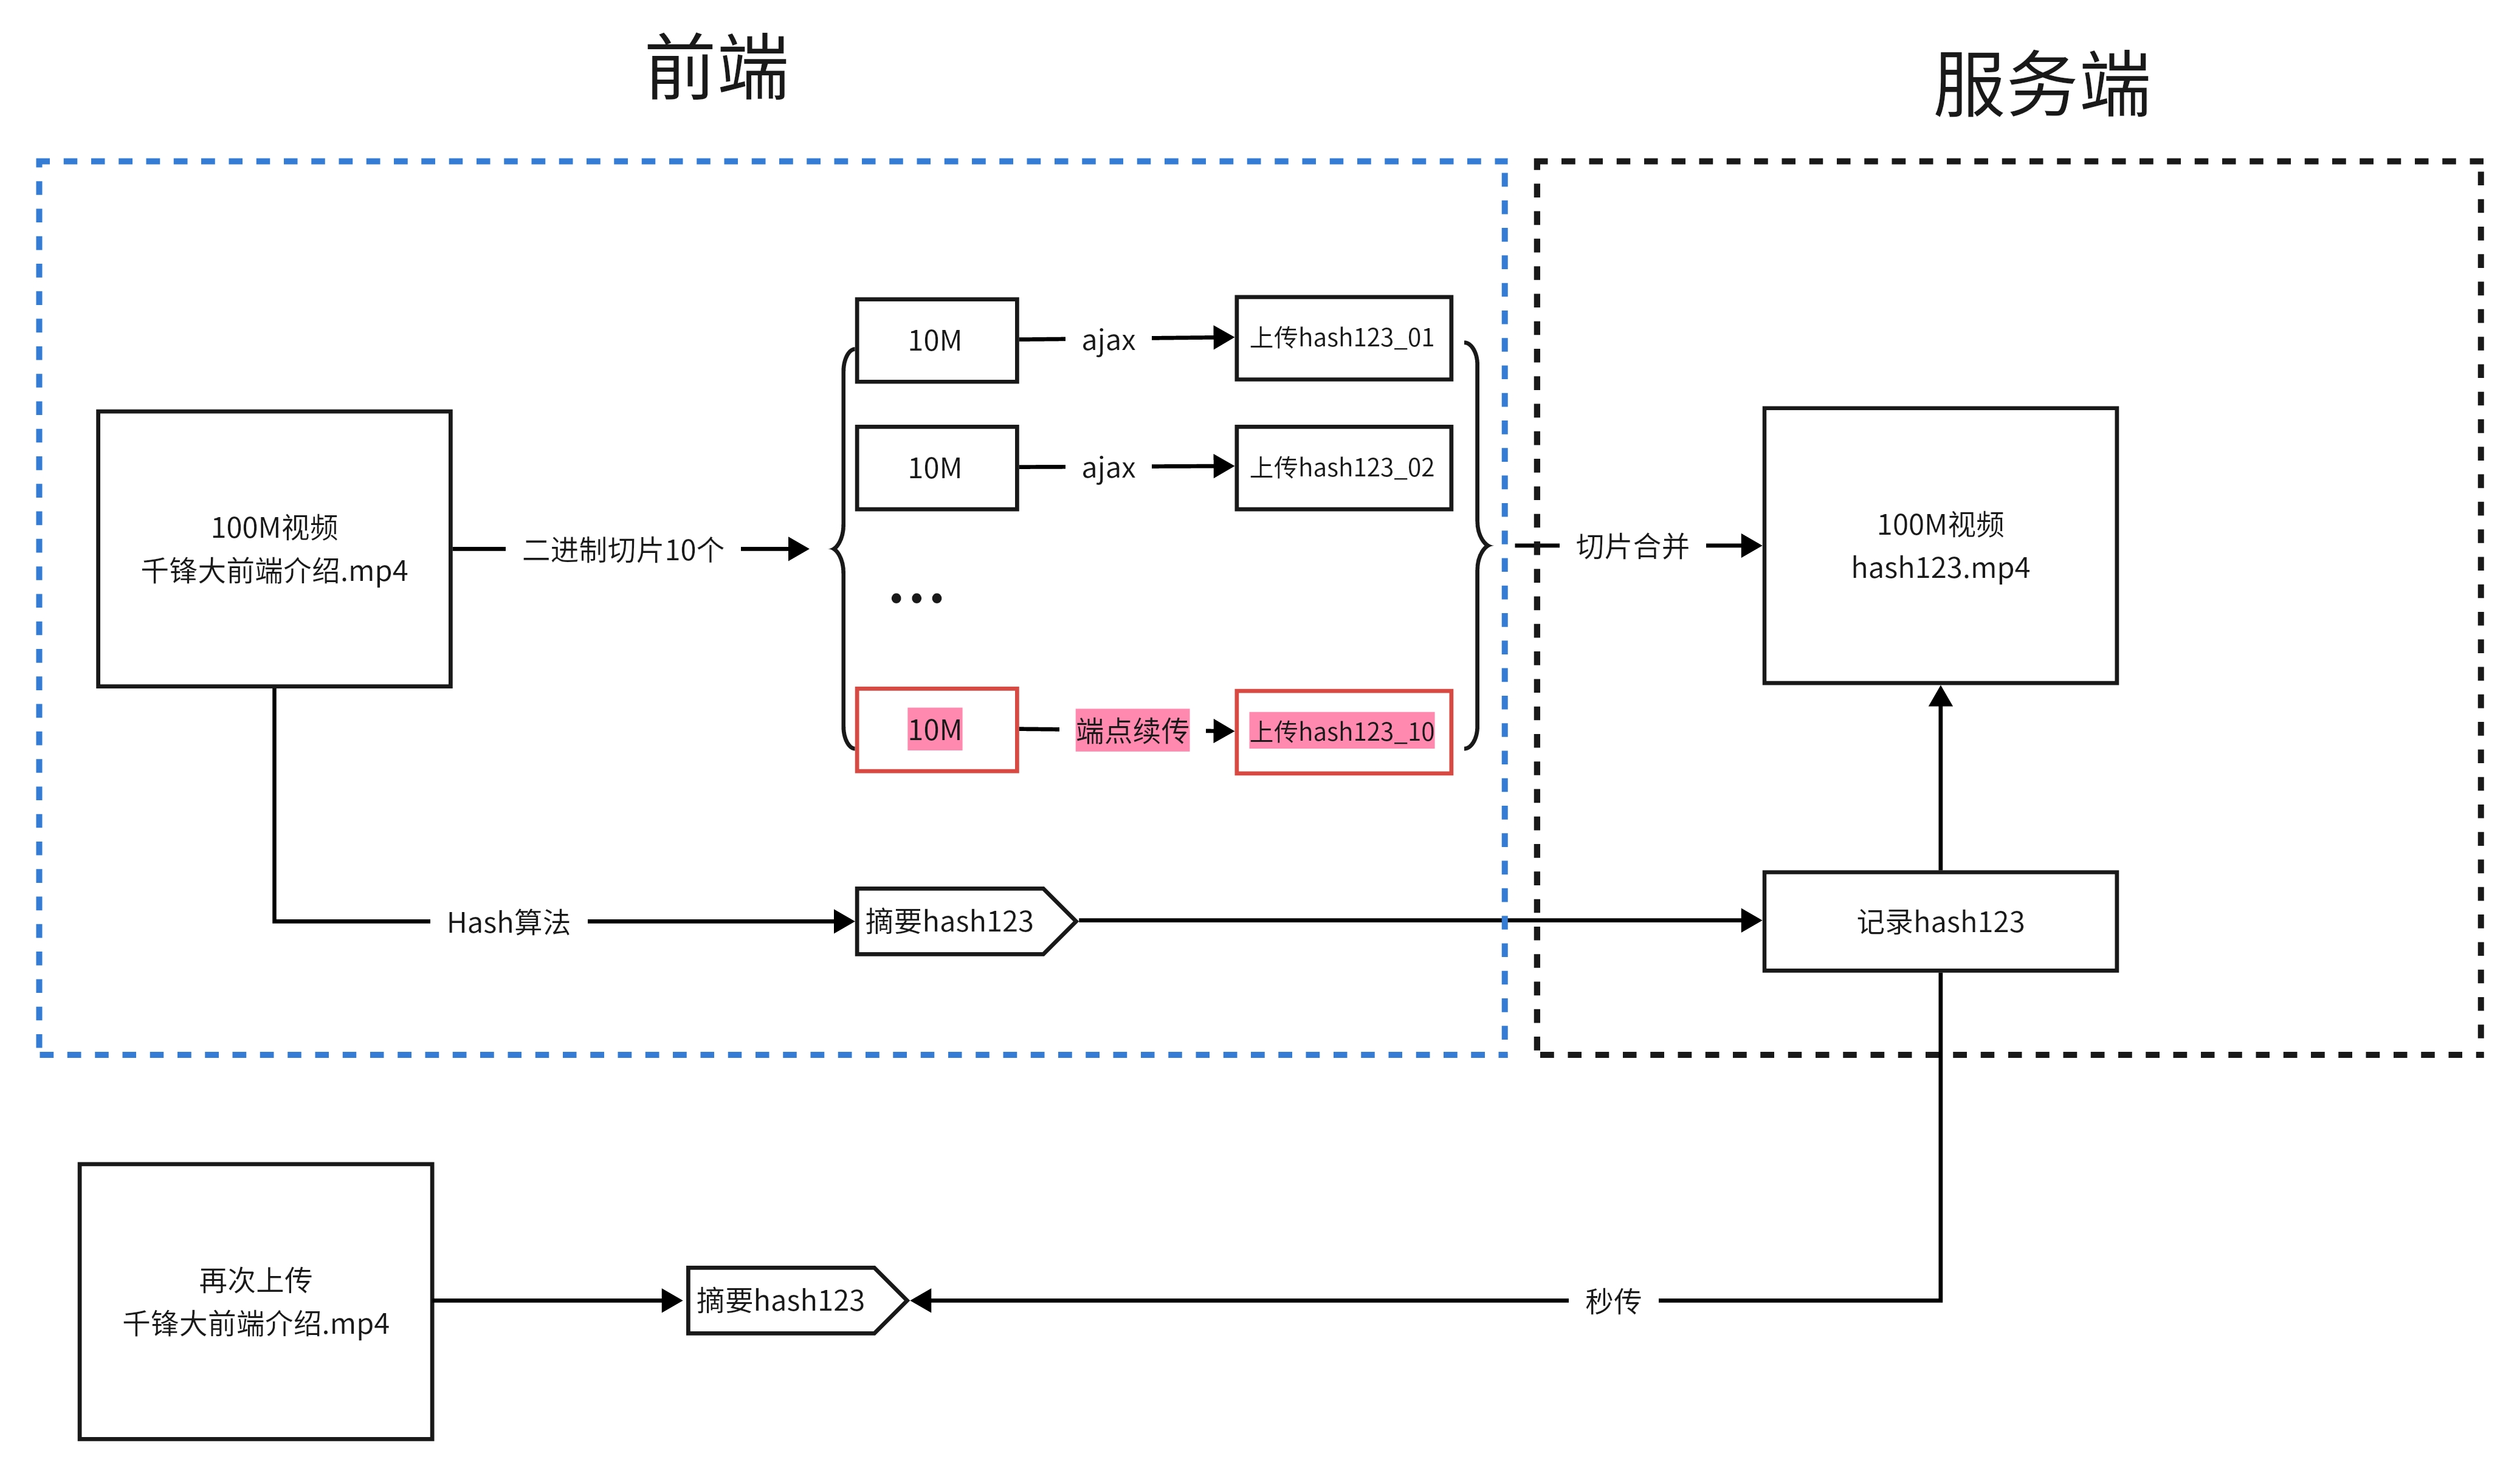 前端
服务端
10M
ajax
上传hash123_01
10M
ajax
上传hash123_02
100M视频
千锋大前端介绍.mp4
二进制切片10个
切片合并
100M视频
hash123.mp4
•••
10M
端点续传
上传hash123_10
Hash算法
摘要hash123
记录hash123
再次上传
千锋大前端介绍.mp4
摘要hash123
秒传